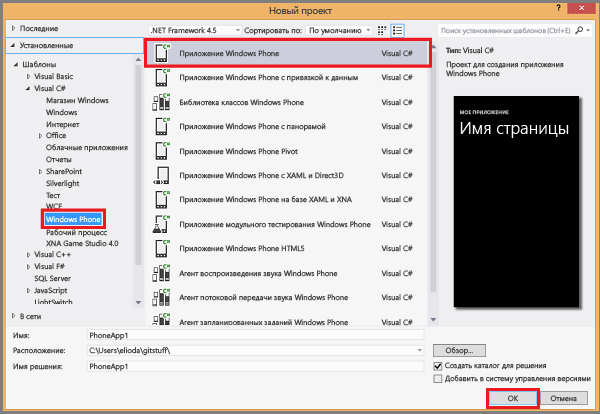 Новый проект
Последние
.NET Framework 4.5
Сортировать по:
По умолчанию
Поиск установленных шаблонов (Ctrl+E)
Установленные
Шаблоны
Visual Basic
Visual C#
Магазин Windows
Windows
Интернет
Office
Облачные приложения
Отчеты
SharePoint
Silverlight
Тест
WCF
Windows Phone
Рабочий процесс
XNA Game Studio 4.0
Visual C++
Visual F#
SQL Server
JavaScript
LightSwitch
В сети
Приложение Windows Phone Visual C#
Приложение Windows Phone с привязкой к данным Visual C#
Библиотека классов Windows Phone Visual C#
Приложение Windows Phone с панорамой Visual C#
Приложение Windows Phone Pivot Visual C#
Приложение Windows Phone с XAML и Direct3D Visual C#
Приложение Windows Phone на базе XAML и XNA Visual C#
Приложение модульного тестирования Windows Phone Visual C#
Приложение Windows Phone HTML5 Visual C#
Агент воспроизведения звука Windows Phone Visual C#
Агент потоковой передачи звука Windows Phone Visual C#
Агент запланированных заданий Windows Phone Visual C#
Тип: Visual C#
Проект для создания приложения
Windows Phone
МОЕ ПРИЛОЖЕНИЕ
Имя страницы
Имя: PhoneApp1
Расположение: C:\Users\elioda\gitstuff\
Обзор...
Имя решения: PhoneApp1
Создать каталог для решения
Добавить в систему управления версиями
OK
Отмена